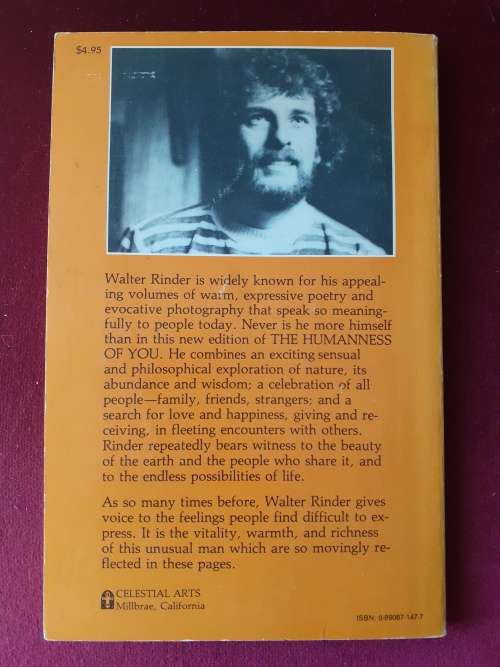 $4.95
Walter Rinder is widely known for his appeal-
ing volumes of warm, expressive poetry and
evocative photography that speak so meaning-
fully to people today. Never is he more himself
than in this new edition of THE HUMANNESS
OF YOU. He combines an exciting sensual
and philosophical exploration of nature, its
abundance and wisdom; a celebration of all
people—family, friends, strangers; and a
search for love and happiness, giving and re-
ceiving, in fleeting encounters with others.
Rinder repeatedly bears witness to the beauty
of the earth and the people who share it, and
to the endless possibilities of life.
As so many times before, Walter Rinder gives
voice to the feelings people find difficult to ex-
press. It is the vitality, warmth, and richness
of this unusual man which are so movingly re-
flected in these pages.
CELESTIAL ARTS
Millbrae, California
ISBN: 0-89087-147-7